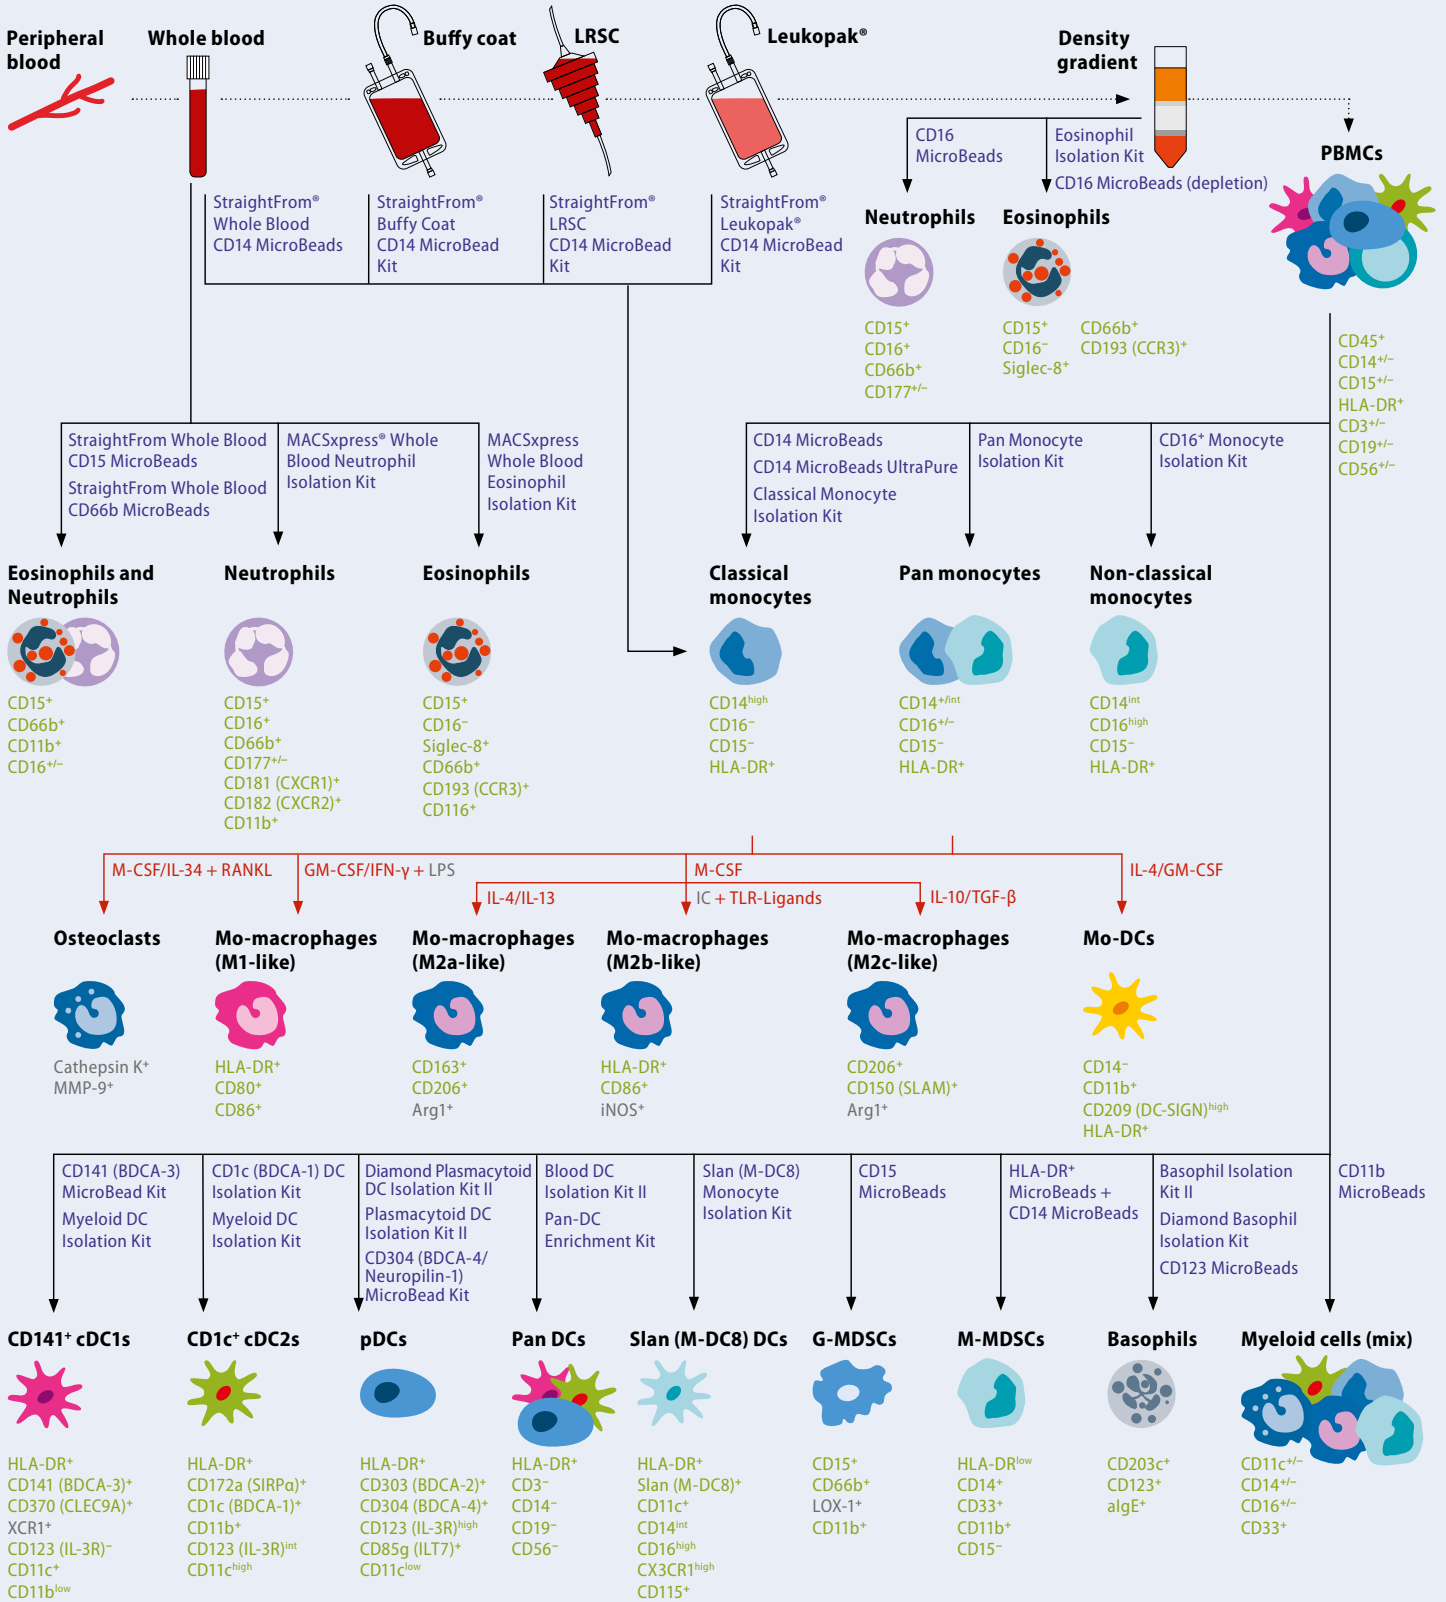 Peripheral
blood
Whole blood
Buffy coat
LRSC
Leukopak®
Density
gradient
CD16
MicroBeads
Eosinophil
Isolation Kit
CD16 MicroBeads (depletion)
PBMCs
StraightFrom®
Whole Blood
CD14 MicroBeads
StraightFrom®
Buffy Coat
CD14 MicroBead
Kit
StraightFrom®
LRSC
CD14 MicroBead
Kit
StraightFrom®
Leukopak®
CD14 MicroBead
Kit
Neutrophils
CD15⁺
CD16⁺
CD66b⁺
CD177⁺/⁻
Eosinophils
CD15⁺
CD16⁻
Siglec-8⁺
CD66b⁺
CD193 (CCR3)⁺
CD45⁺
CD14⁺/⁻
CD15⁺/⁻
HLA-DR⁺
CD3⁺/⁻
CD19⁺/⁻
CD56⁺/⁻
StraightFrom Whole Blood
CD15 MicroBeads
StraightFrom Whole Blood
CD66b MicroBeads
MACSxpress® Whole
Blood Neutrophil
Isolation Kit
MACSxpress
Whole Blood
Eosinophil
Isolation Kit
CD14 MicroBeads
CD14 MicroBeads UltraPure
Classical Monocyte
Isolation Kit
Pan Monocyte
Isolation Kit
CD16⁺ Monocyte
Isolation Kit
Eosinophils and
Neutrophils
CD15⁺
CD66b⁺
CD11b⁺
CD16⁺/⁻
Neutrophils
CD15⁺
CD16⁺
CD66b⁺
CD177⁺/⁻
CD181 (CXCR1)⁺
CD182 (CXCR2)⁺
CD11b⁺
Eosinophils
CD15⁺
CD16⁻
Siglec-8⁺
CD66b⁺
CD193 (CCR3)⁺
CD116⁺
Classical
monocytes
CD14high
CD16⁻
CD15⁻
HLA-DR⁺
Pan monocytes
CD14⁺/int
CD16⁺/⁻
CD15⁻
HLA-DR⁺
Non-classical
monocytes
CD14int
CD16high
CD15⁻
HLA-DR⁺
M-CSF/IL-34 + RANKL
GM-CSF/IFN-γ + LPS
M-CSF
IL-4/GM-CSF
IL-4/IL-13
IC + TLR-Ligands
IL-10/TGF-β
Osteoclasts
Cathepsin K⁺
MMP-9⁺
Mo-macrophages
(M1-like)
HLA-DR⁺
CD80⁺
CD86⁺
Mo-macrophages
(M2a-like)
CD163⁺
CD206⁺
Arg1⁺
Mo-macrophages
(M2b-like)
HLA-DR⁺
CD86⁺
iNOS⁺
Mo-macrophages
(M2c-like)
CD206⁺
CD150 (SLAM)⁺
Arg1⁺
Mo-DCs
CD14⁻
CD11b⁺
CD209 (DC-SIGN)high
HLA-DR⁺
CD141 (BDCA-3)
MicroBead Kit
Myeloid DC
Isolation Kit
CD1c (BDCA-1) DC
Isolation Kit
Myeloid DC
Isolation Kit
Diamond Plasmacytoid
DC Isolation Kit II
Plasmacytoid DC
Isolation Kit II
CD304 (BDCA-4/
Neuropilin-1)
MicroBead Kit
Blood DC
Isolation Kit II
Pan-DC
Enrichment Kit
Slan (M-DC8)
Monocyte
Isolation Kit
CD15
MicroBeads
HLA-DR⁺
MicroBeads +
CD14 MicroBeads
Basophil Isolation
Kit II
Diamond Basophil
Isolation Kit
CD123 MicroBeads
CD11b
MicroBeads
CD141⁺ cDC1s
HLA-DR⁺
CD141 (BDCA-3)⁺
CD370 (CLEC9A)⁺
XCR1⁺
CD123 (IL-3R)⁻
CD11c⁺
CD11blow
CD1c⁺ cDC2s
HLA-DR⁺
CD172a (SIRPα)⁺
CD1c (BDCA-1)⁺
CD11b⁺
CD123 (IL-3R)int
CD11chigh
pDCs
HLA-DR⁺
CD303 (BDCA-2)⁺
CD304 (BDCA-4)⁺
CD123 (IL-3R)high
CD85g (ILT7)⁺
CD11clow
Pan DCs
HLA-DR⁺
CD3⁻
CD14⁻
CD19⁻
CD56⁻
Slan (M-DC8) DCs
HLA-DR⁺
Slan (M-DC8)⁺
CD11c⁺
CD14int
CD16high
CX3CR1high
CD115⁺
G-MDSCs
CD15⁺
CD66b⁺
LOX-1⁺
CD11b⁺
M-MDSCs
HLA-DRlow
CD14⁺
CD33⁺
CD11b⁺
CD15⁻
Basophils
CD203c⁺
CD123⁺
aIgE⁺
Myeloid cells (mix)
CD11c⁺/⁻
CD14⁺/⁻
CD16⁺/⁻
CD33⁺